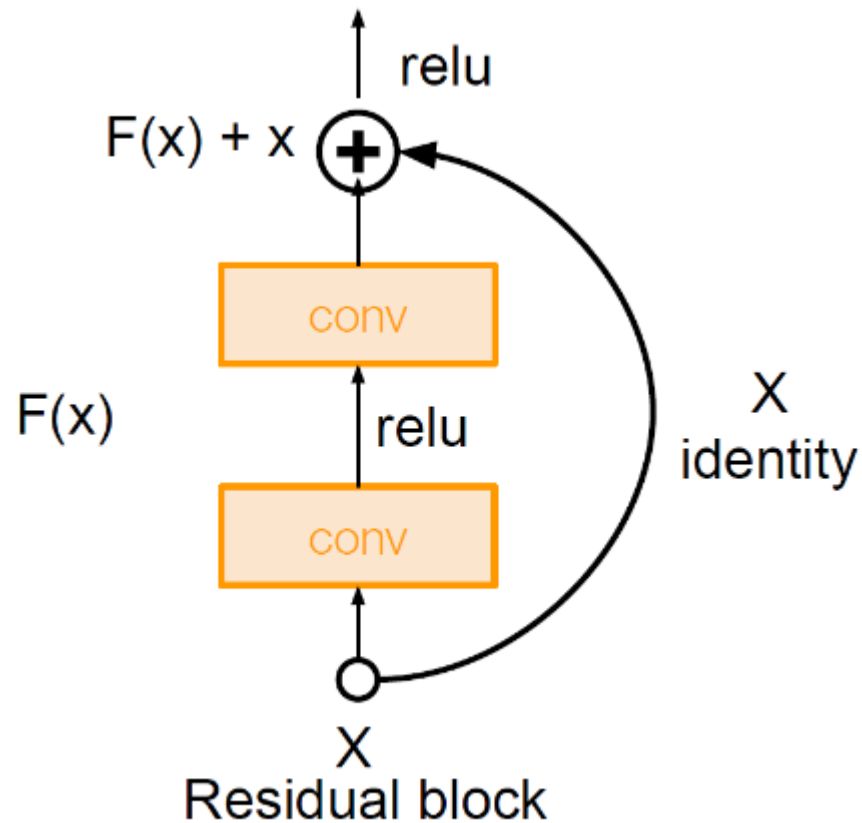 relu
F(x) + x
+
conv
F(x)
relu
X
identity
conv
X
Residual block